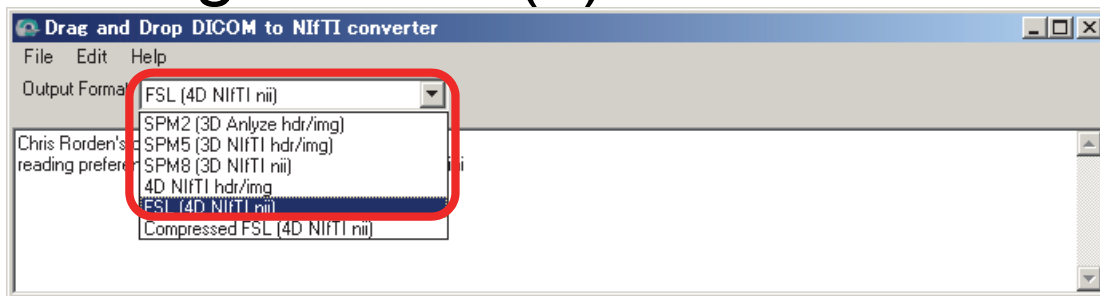 Drag and Drop DICOM to NIfTI converter
File Edit Help
Output Format
FSL (4D NIfTI nii)
SPM2 (3D Anlyze hdr/img)
Chris Rorden's
SPM5 (3D NIfTI hdr/img)
reading
SPM8 (3D NIfTI nii)
ini
4D NIfTI hdr/img
FSL (4D NIfTI nii)
Compressed FSL (4D NIfTI nii)